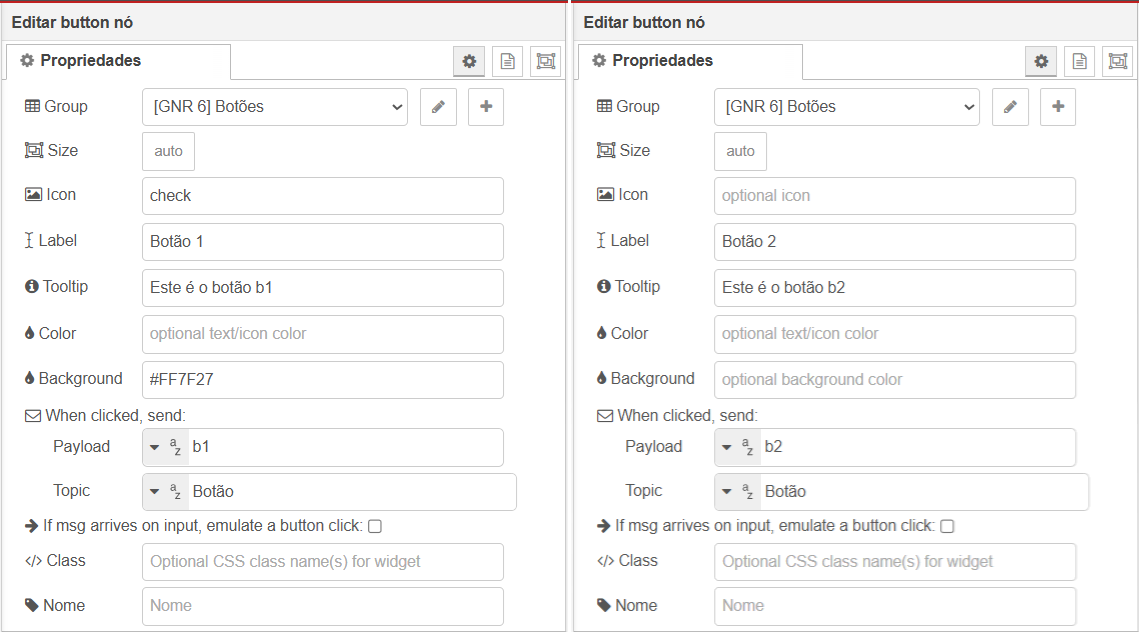 Editar button nó
Propriedades
Group [GNR 6] Botões
Size auto
Icon check
Label Botão 1
Tooltip Este é o botão b1
Color optional text/icon color
Background #FF7F27
When clicked, send:
Payload az b1
Topic az Botão
If msg arrives on input, emulate a button click:
</> Class Optional CSS class name(s) for widget
Nome Nome
Editar button nó
Propriedades
Group [GNR 6] Botões
Size auto
Icon optional icon
Label Botão 2
Tooltip Este é o botão b2
Color optional text/icon color
Background optional background color
When clicked, send:
Payload az b2
Topic az Botão
If msg arrives on input, emulate a button click:
</> Class Optional CSS class name(s) for widget
Nome Nome